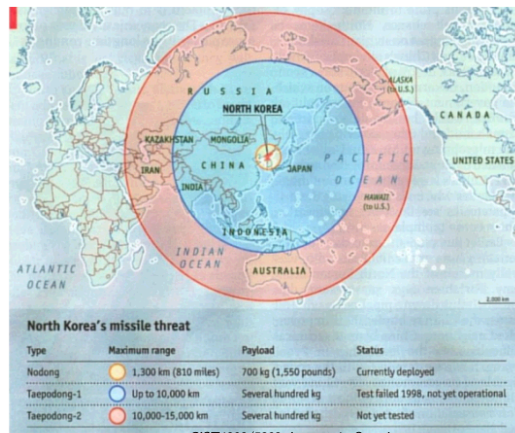 RUSSIA
ALASKA
(to U.S.)
NORTH KOREA
CANADA
KAZAKHSTAN
MONGOLIA
UNITED STATES
IRAN
CHINA
JAPAN
PACIFIC
OCEAN
INDIA
HAWAII
(to U.S.)
INDONESIA
INDIAN
OCEAN
ATLANTIC
OCEAN
AUSTRALIA
2,000 km
North Korea's missile threat
Type Maximum range Payload Status
Nodong 1,300 km (810 miles) 700 kg (1,550 pounds) Currently deployed
Taepodong-1 Up to 10,000 km Several hundred kg Test failed 1998, not yet operational
Taepodong-2 10,000-15,000 km Several hundred kg Not yet tested